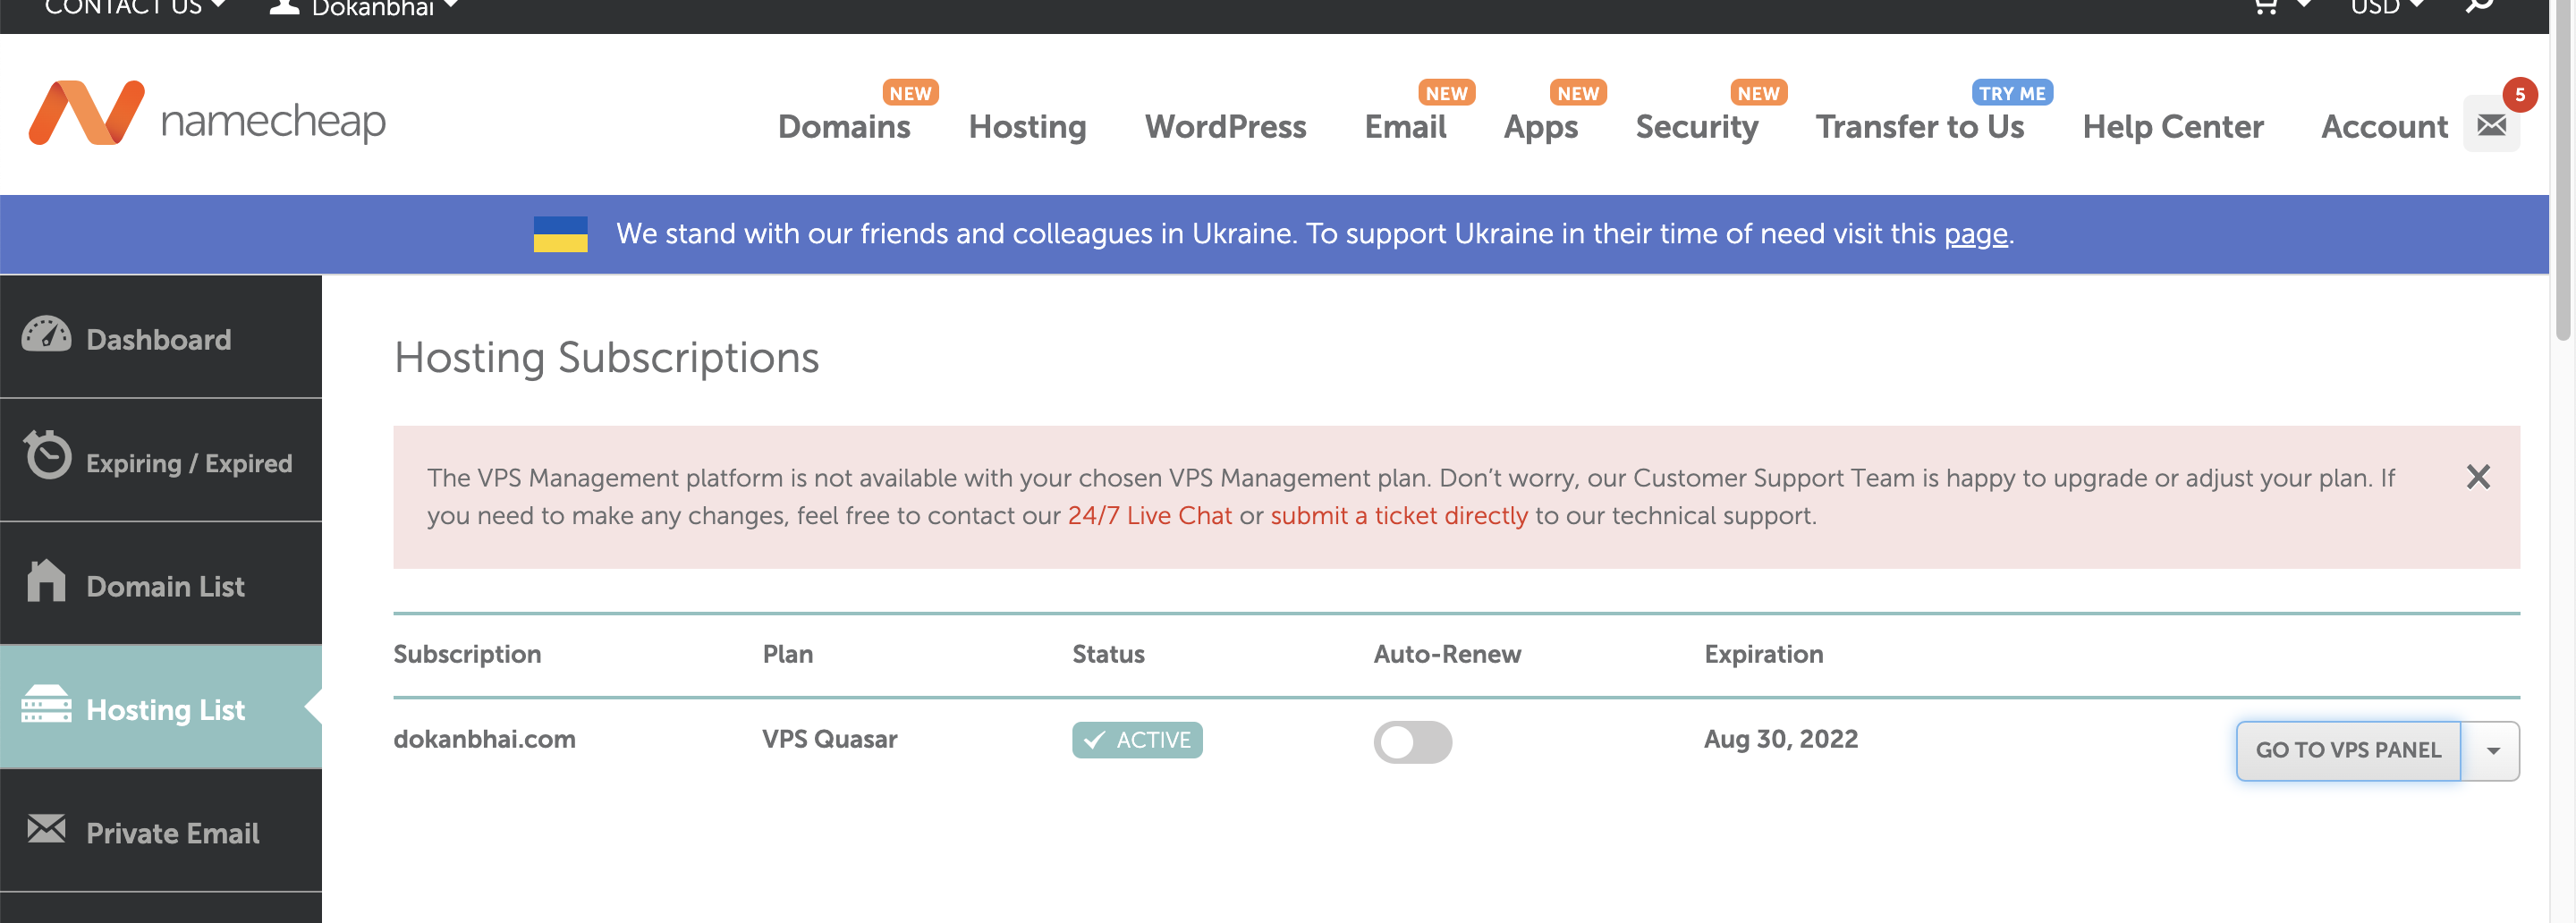 CONTACT US
Dokanbhai
USD
namecheap
NEW
NEW
NEW
NEW
TRY ME
5
Domains
Hosting
WordPress
Email
Apps
Security
Transfer to Us
Help Center
Account
We stand with our friends and colleagues in Ukraine. To support Ukraine in their time of need visit this page.
Dashboard
Expiring / Expired
Domain List
Hosting List
Private Email
Hosting Subscriptions
The VPS Management platform is not available with your chosen VPS Management plan. Don’t worry, our Customer Support Team is happy to upgrade or adjust your plan. If
you need to make any changes, feel free to contact our 24/7 Live Chat or submit a ticket directly to our technical support.
Subscription Plan Status Auto-Renew Expiration
dokanbhai.com VPS Quasar ACTIVE Aug 30, 2022 GO TO VPS PANEL